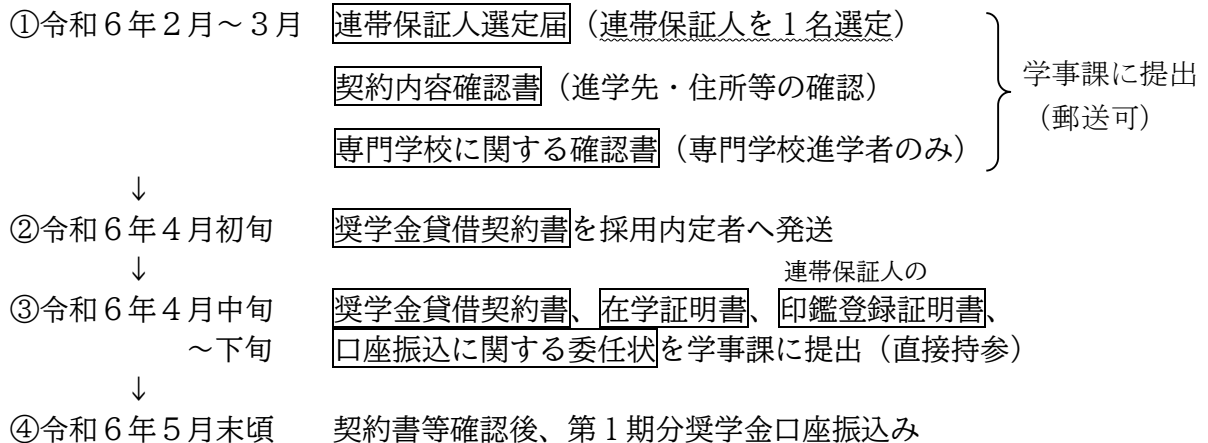 ①令和６年２月～３月　連帯保証人選定届（連帯保証人を１名選定）
契約内容確認書（進学先・住所等の確認）
専門学校に関する確認書（専門学校進学者のみ）
学事課に提出
（郵送可）
↓
②令和６年４月初旬　奨学金貸借契約書を採用内定者へ発送
↓
連帯保証人の
③令和６年４月中旬　奨学金貸借契約書、在学証明書、印鑑登録証明書、
～下旬　口座振込に関する委任状を学事課に提出（直接持参）
↓
④令和６年５月末頃　契約書等確認後、第１期分奨学金口座振込み